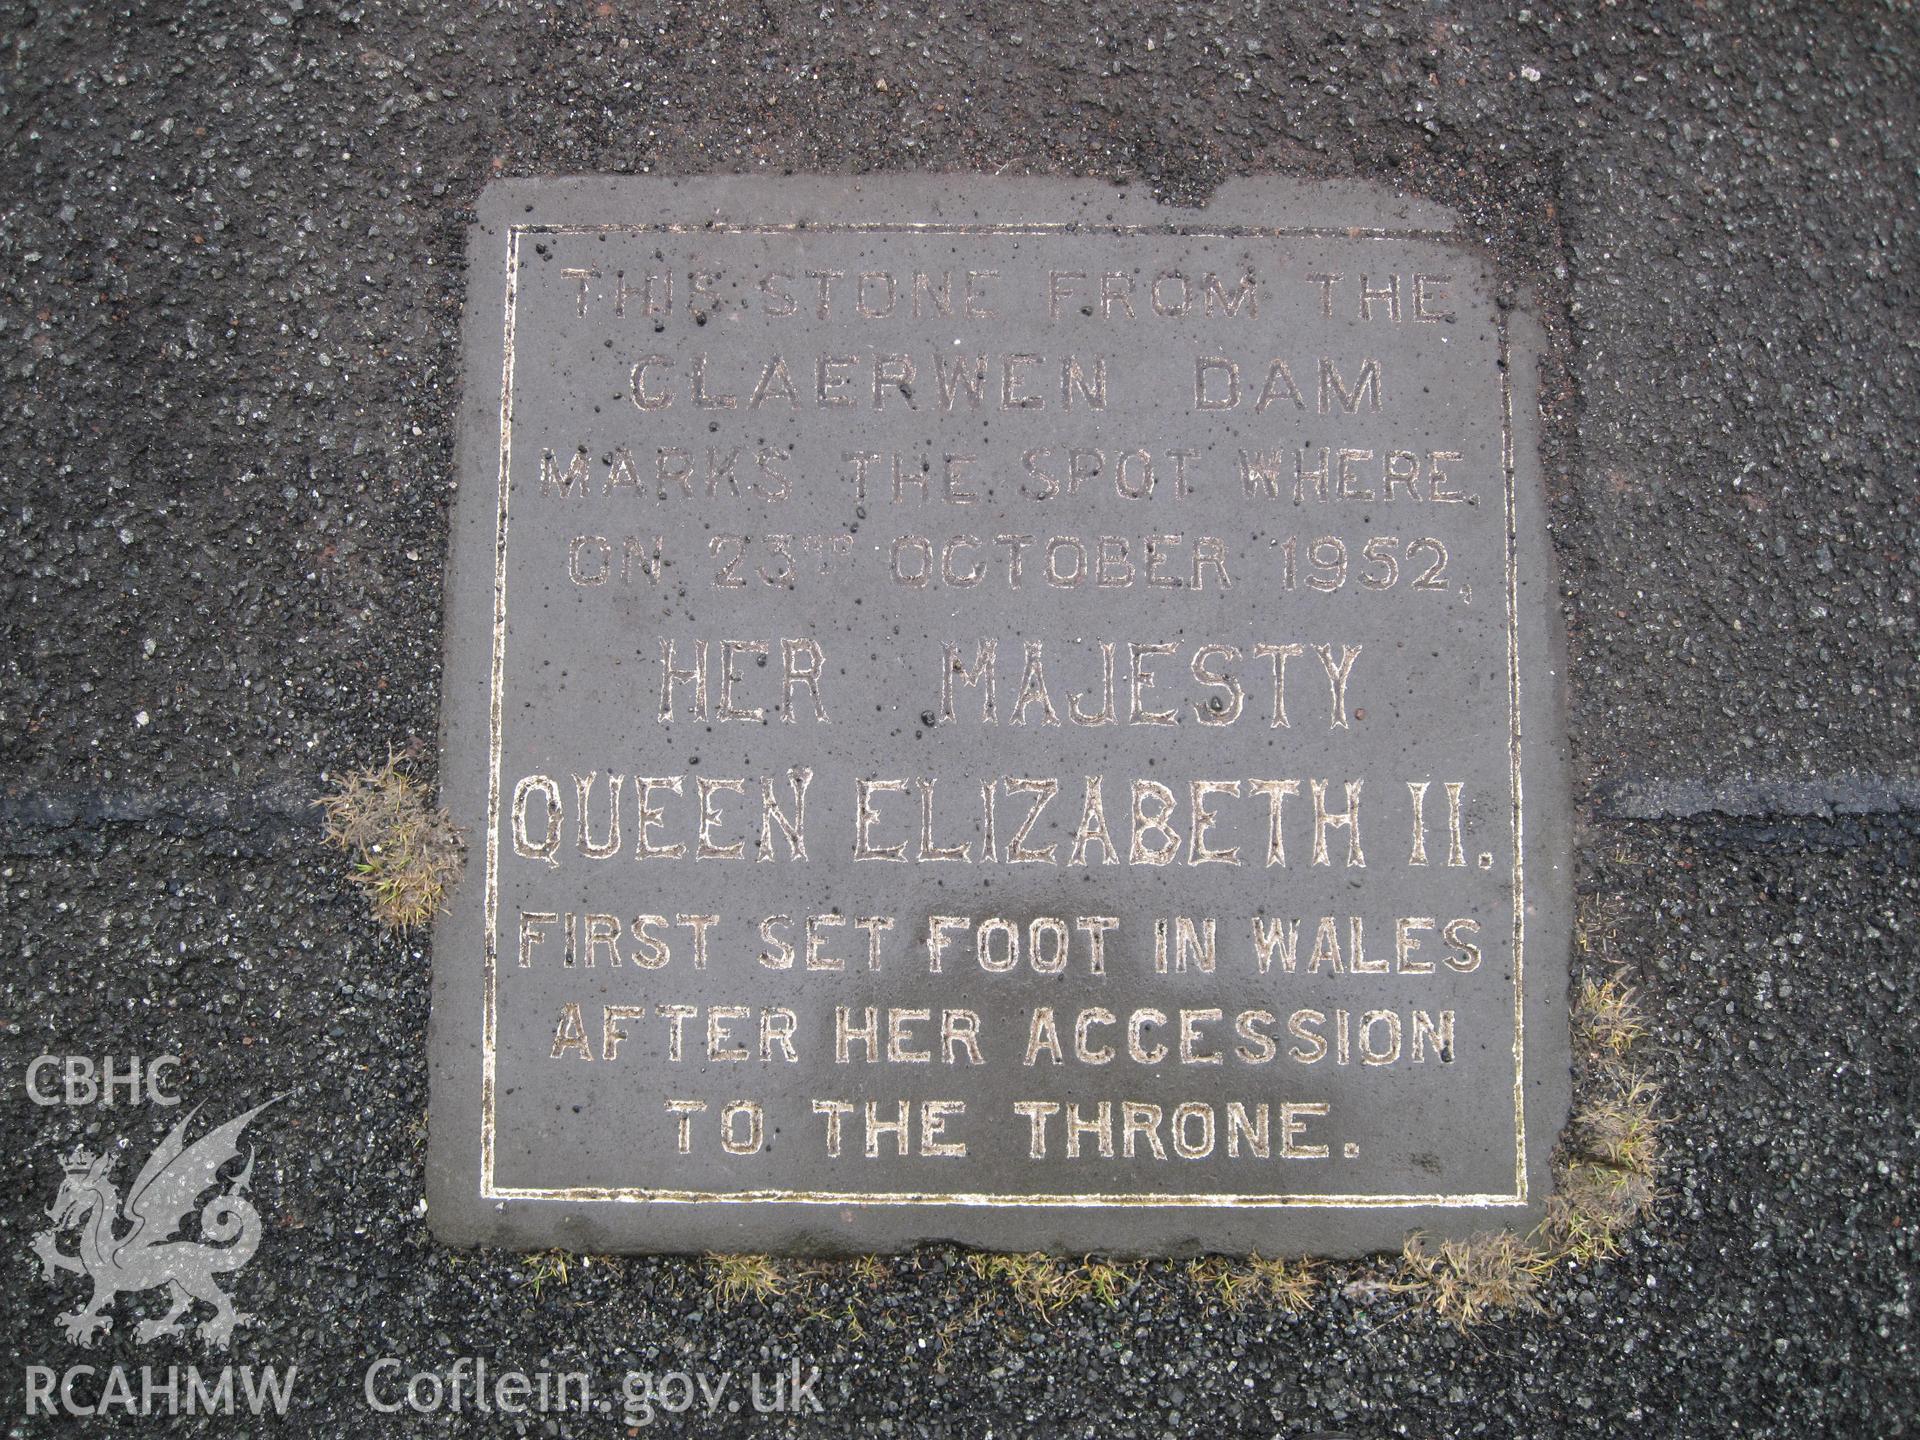 THIS STONE FROM THE
CLAERWEN DAM
MARKS THE SPOT WHERE,
ON 23RD OCTOBER 1952,
HER MAJESTY
QUEEN ELIZABETH II.
FIRST SET FOOT IN WALES
AFTER HER ACCESSION
TO THE THRONE.
CBHC
RCAHMW
Coflein.gov.uk